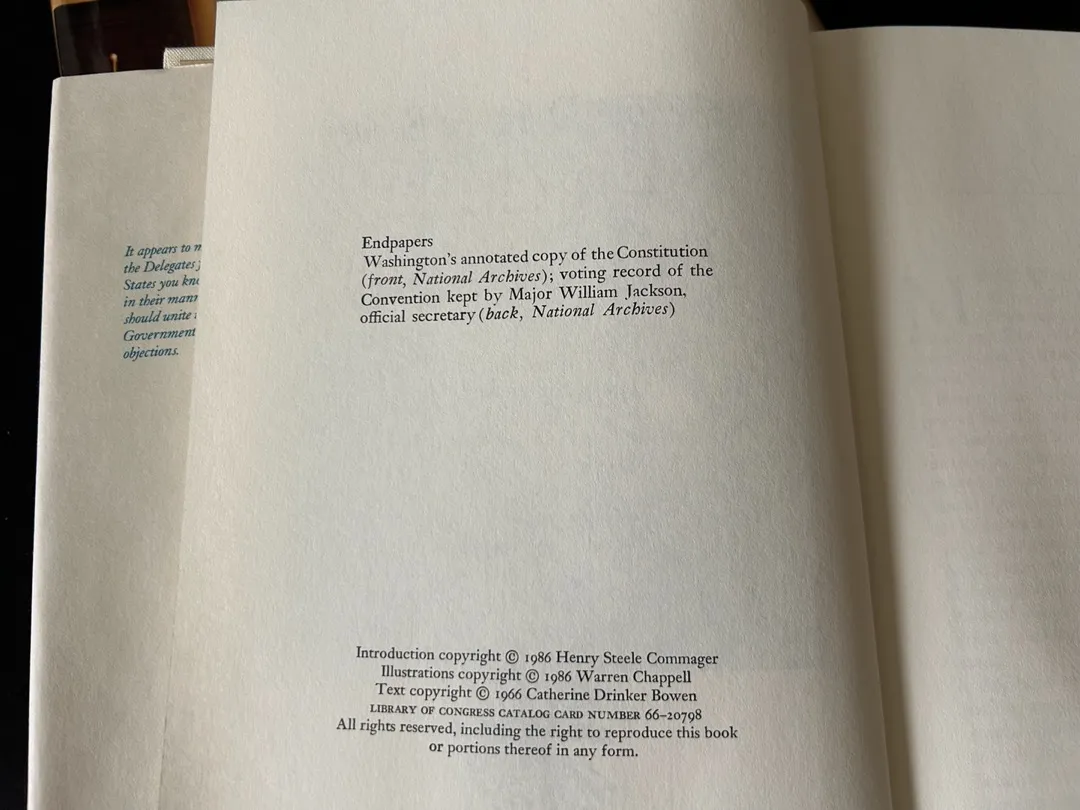 It appears to
the Delegates
States you
in their
should unite
Government
objections.
Endpapers
Washington's annotated copy of the Constitution
(front, National Archives); voting record of the
Convention kept by Major William Jackson,
official secretary (back, National Archives)
Introduction copyright © 1986 Henry Steele Commager
Illustrations copyright © 1986 Warren Chappell
Text copyright © 1966 Catherine Drinker Bowen
LIBRARY OF CONGRESS CATALOG CARD NUMBER 66–20798
All rights reserved, including the right to reproduce this book
or portions thereof in any form.